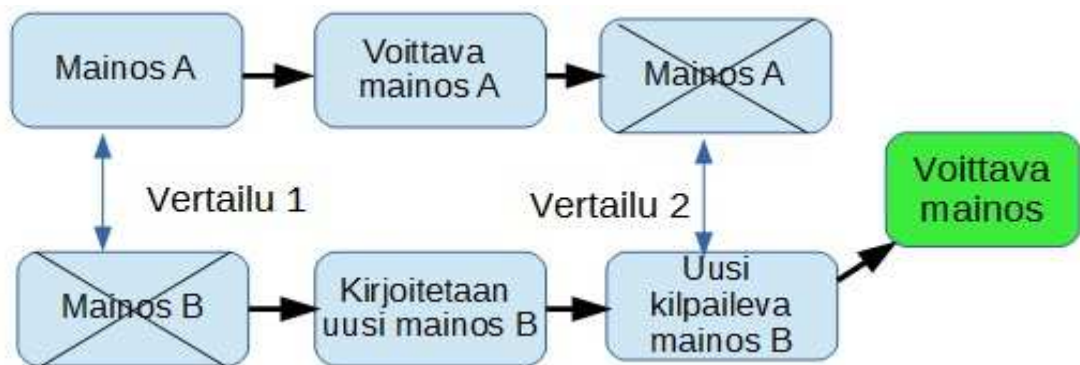 Mainos A
Voittava
mainos A
Mainos A
Voittava
mainos
Vertailu 1
Vertailu 2
Mainos B
Kirjoitetaan
uusi mainos B
Uusi
kilpaileva
mainos B